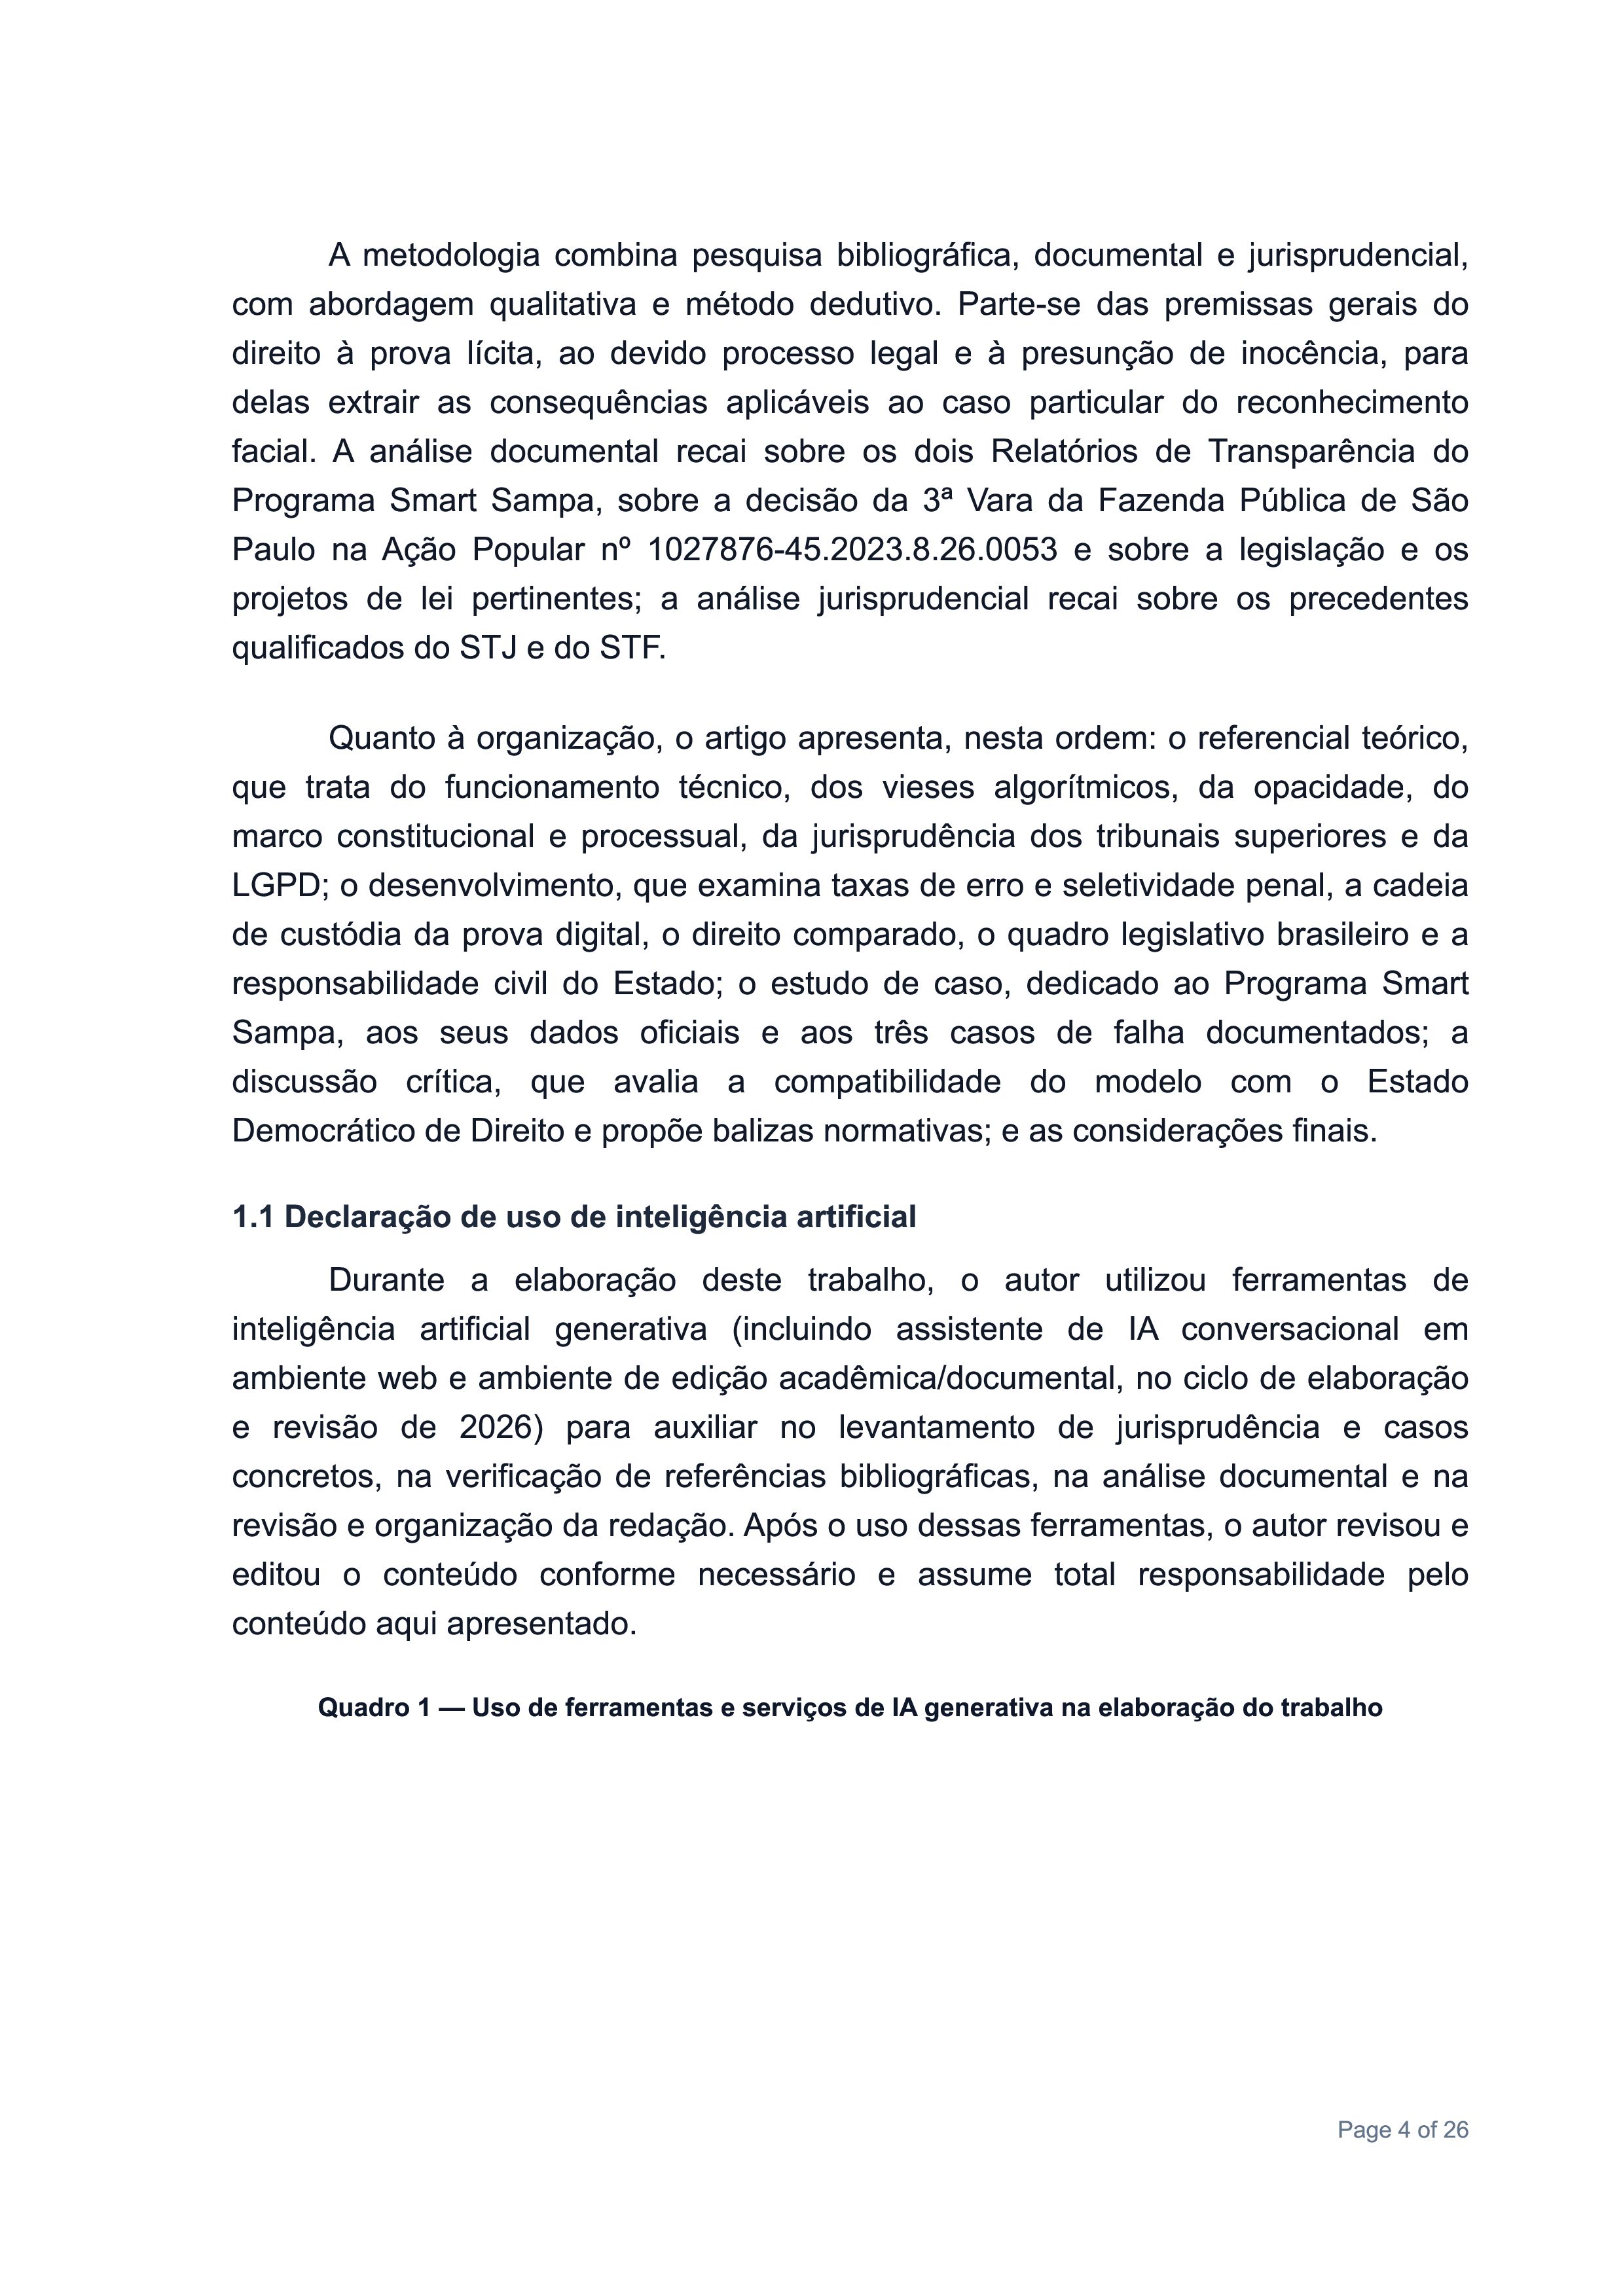 A metodologia combina pesquisa bibliográfica, documental e jurisprudencial,
com abordagem qualitativa e método dedutivo. Parte-se das premissas gerais do
direito à prova lícita, ao devido processo legal e à presunção de inocência, para
delas extrair as consequências aplicáveis ao caso particular do reconhecimento
facial. A análise documental recai sobre os dois Relatórios de Transparência do
Programa Smart Sampa, sobre a decisão da 3ª Vara da Fazenda Pública de São
Paulo na Ação Popular nº 1027876-45.2023.8.26.0053 e sobre a legislação e os
projetos de lei pertinentes; a análise jurisprudencial recai sobre os precedentes
qualificados do STJ e do STF.
Quanto à organização, o artigo apresenta, nesta ordem: o referencial teórico,
que trata do funcionamento técnico, dos vieses algorítmicos, da opacidade, do
marco constitucional e processual, da jurisprudência dos tribunais superiores e da
LGPD; o desenvolvimento, que examina taxas de erro e seletividade penal, a cadeia
de custódia da prova digital, o direito comparado, o quadro legislativo brasileiro e a
responsabilidade civil do Estado; o estudo de caso, dedicado ao Programa Smart
Sampa, aos seus dados oficiais e aos três casos de falha documentados; a
discussão crítica, que avalia a compatibilidade do modelo com o Estado
Democrático de Direito e propõe balizas normativas; e as considerações finais.
1.1 Declaração de uso de inteligência artificial
Durante a elaboração deste trabalho, o autor utilizou ferramentas de
inteligência artificial generativa (incluindo assistente de IA conversacional em
ambiente web e ambiente de edição acadêmica/documental, no ciclo de elaboração
e revisão de 2026) para auxiliar no levantamento de jurisprudência e casos
concretos, na verificação de referências bibliográficas, na análise documental e na
revisão e organização da redação. Após o uso dessas ferramentas, o autor revisou e
editou o conteúdo conforme necessário e assume total responsabilidade pelo
conteúdo aqui apresentado.
Quadro 1 — Uso de ferramentas e serviços de IA generativa na elaboração do trabalho
Page 4 of 26